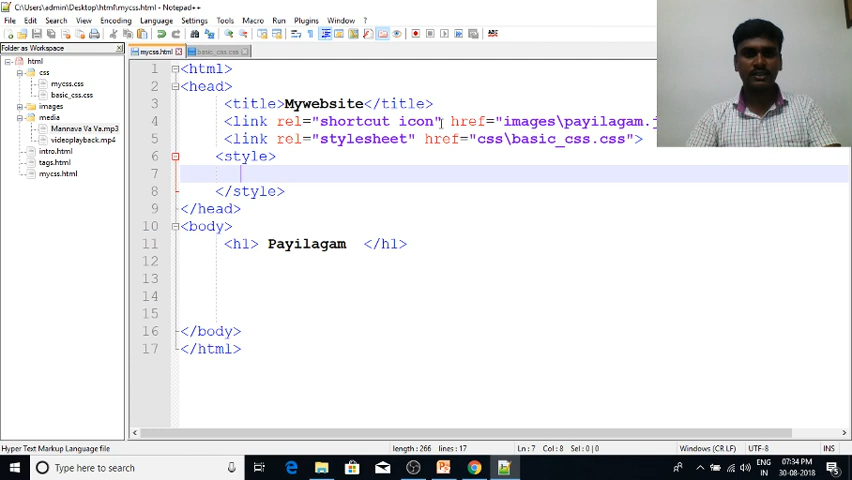 C:\Users\admin\Desktop\html\mycss.html - Notepad++
File Edit Search View Encoding Language Settings Tools Macro Run Plugins Window ?
Folder as Workspace
mycss.html basic_css.css
html
css
mycss.css
basic_css.css
images
media
Mannava Va Va.mp3
videoplayback.mp4
intro.html
tags.html
mycss.html
1 <html>
2 <head>
3 <title>Mywebsite</title>
4 <link rel="shortcut icon" href="images\payilagam.j
5 <link rel="stylesheet" href="css\basic_css.css">
6 <style>
7
8 </style>
9 </head>
10 <body>
11 <h1> Payilagam </h1>
12
13
14
15
16 </body>
17 </html>
Hyper Text Markup Language file length : 266 lines : 17 Ln : 7 Col : 8 Sel : 0 | 0 Windows (CR LF) UTF-8 INS
Type here to search
ENG 07:34 PM
IN 30-08-2018